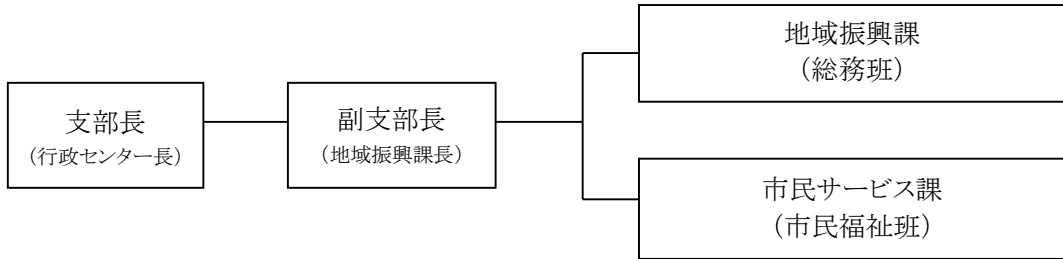 支部長
（行政センター長）
副支部長
（地域振興課長）
地域振興課
（総務班）
市民サービス課
（市民福祉班）